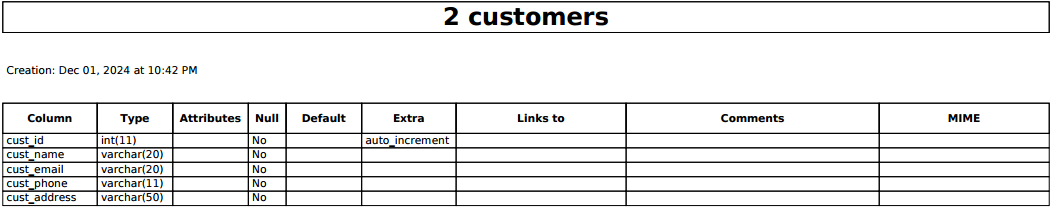 2 customers
Creation: Dec 01, 2024 at 10:42 PM
Column Type Attributes Null Default Extra Links to Comments MIME
cust_id int(11) No auto_increment
cust_name varchar(20) No
cust_email varchar(20) No
cust_phone varchar(11) No
cust_address varchar(50) No